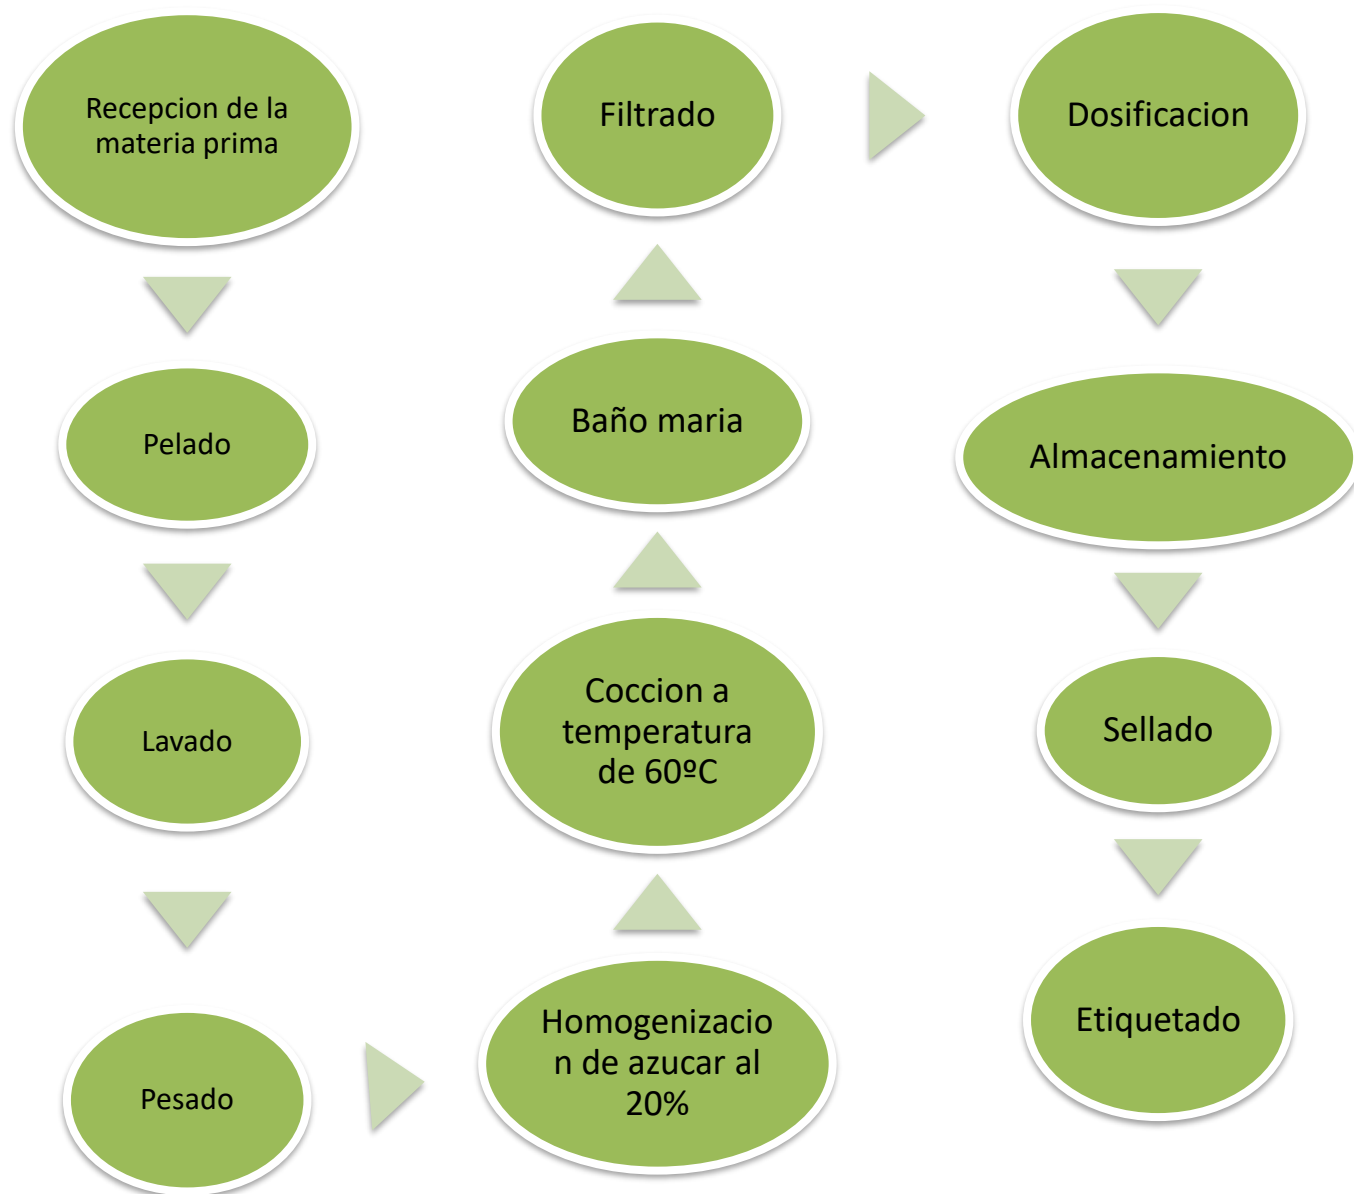 Recepcion de la
materia prima
Pelado
Lavado
Pesado
Homogenizacio
n de azucar al
20%
Coccion a
temperatura
de 60ºC
Baño maria
Filtrado
Dosificacion
Almacenamiento
Sellado
Etiquetado